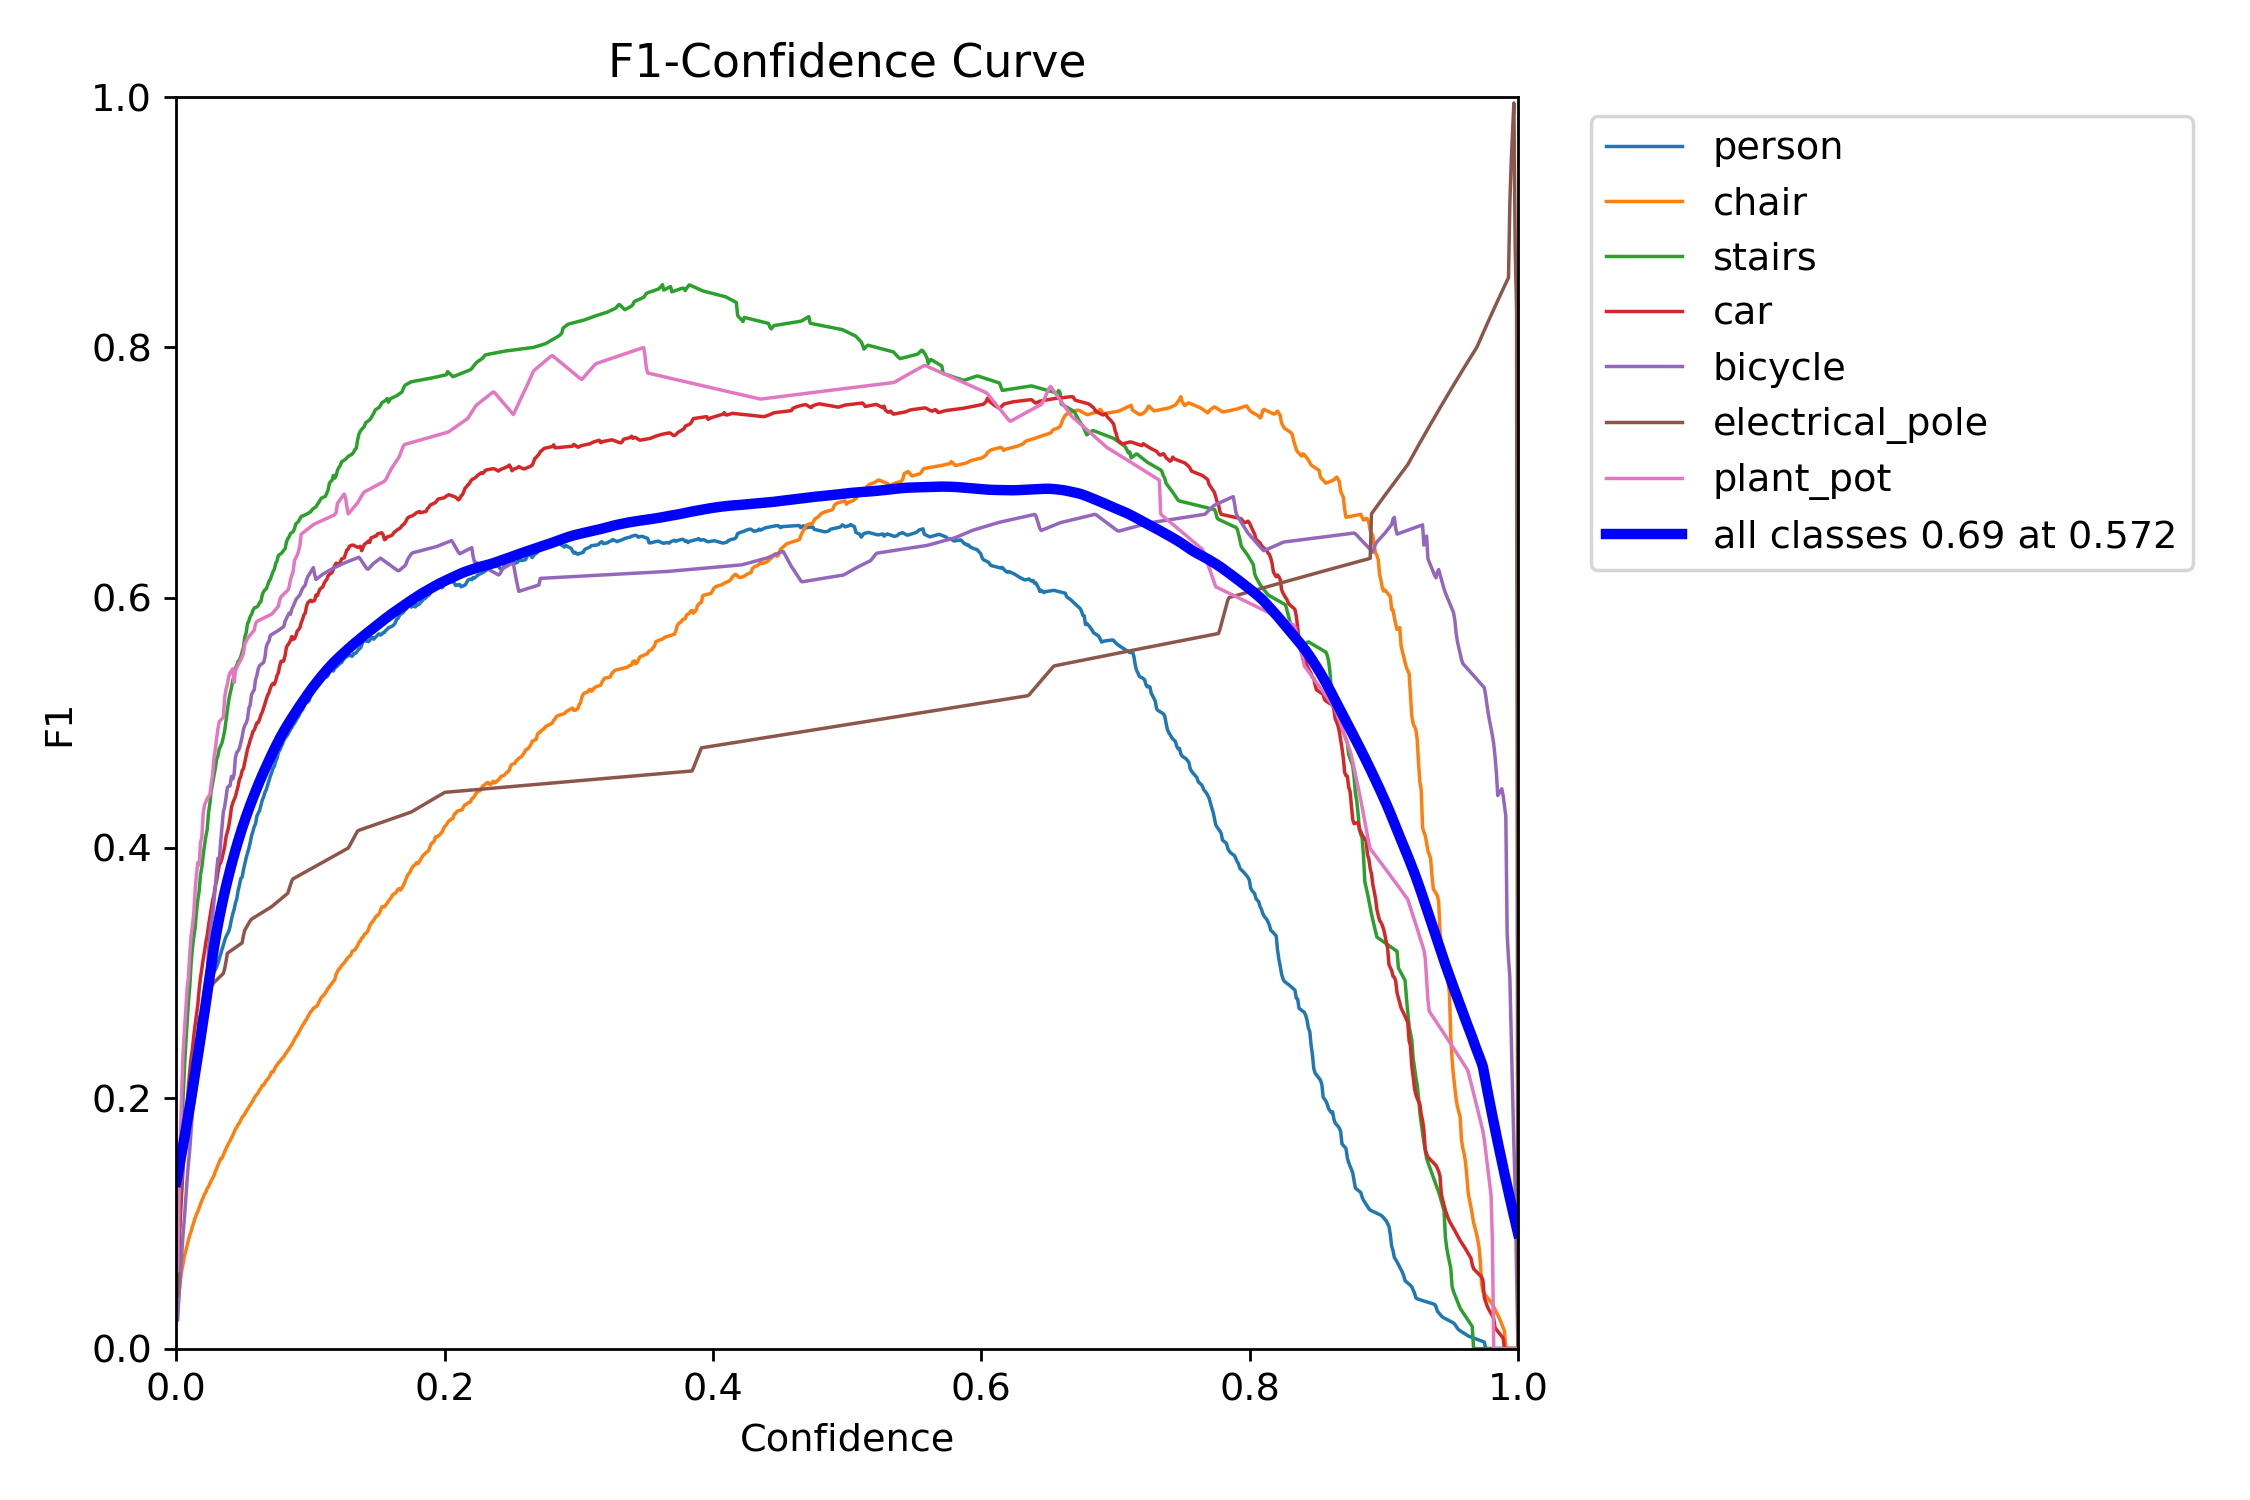 F1-Confidence Curve
1.0
0.8
0.6
0.4
0.2
0.0
F1
0.0 0.2 0.4 0.6 0.8 1.0
Confidence
person
chair
stairs
car
bicycle
electrical_pole
plant_pot
all classes 0.69 at 0.572